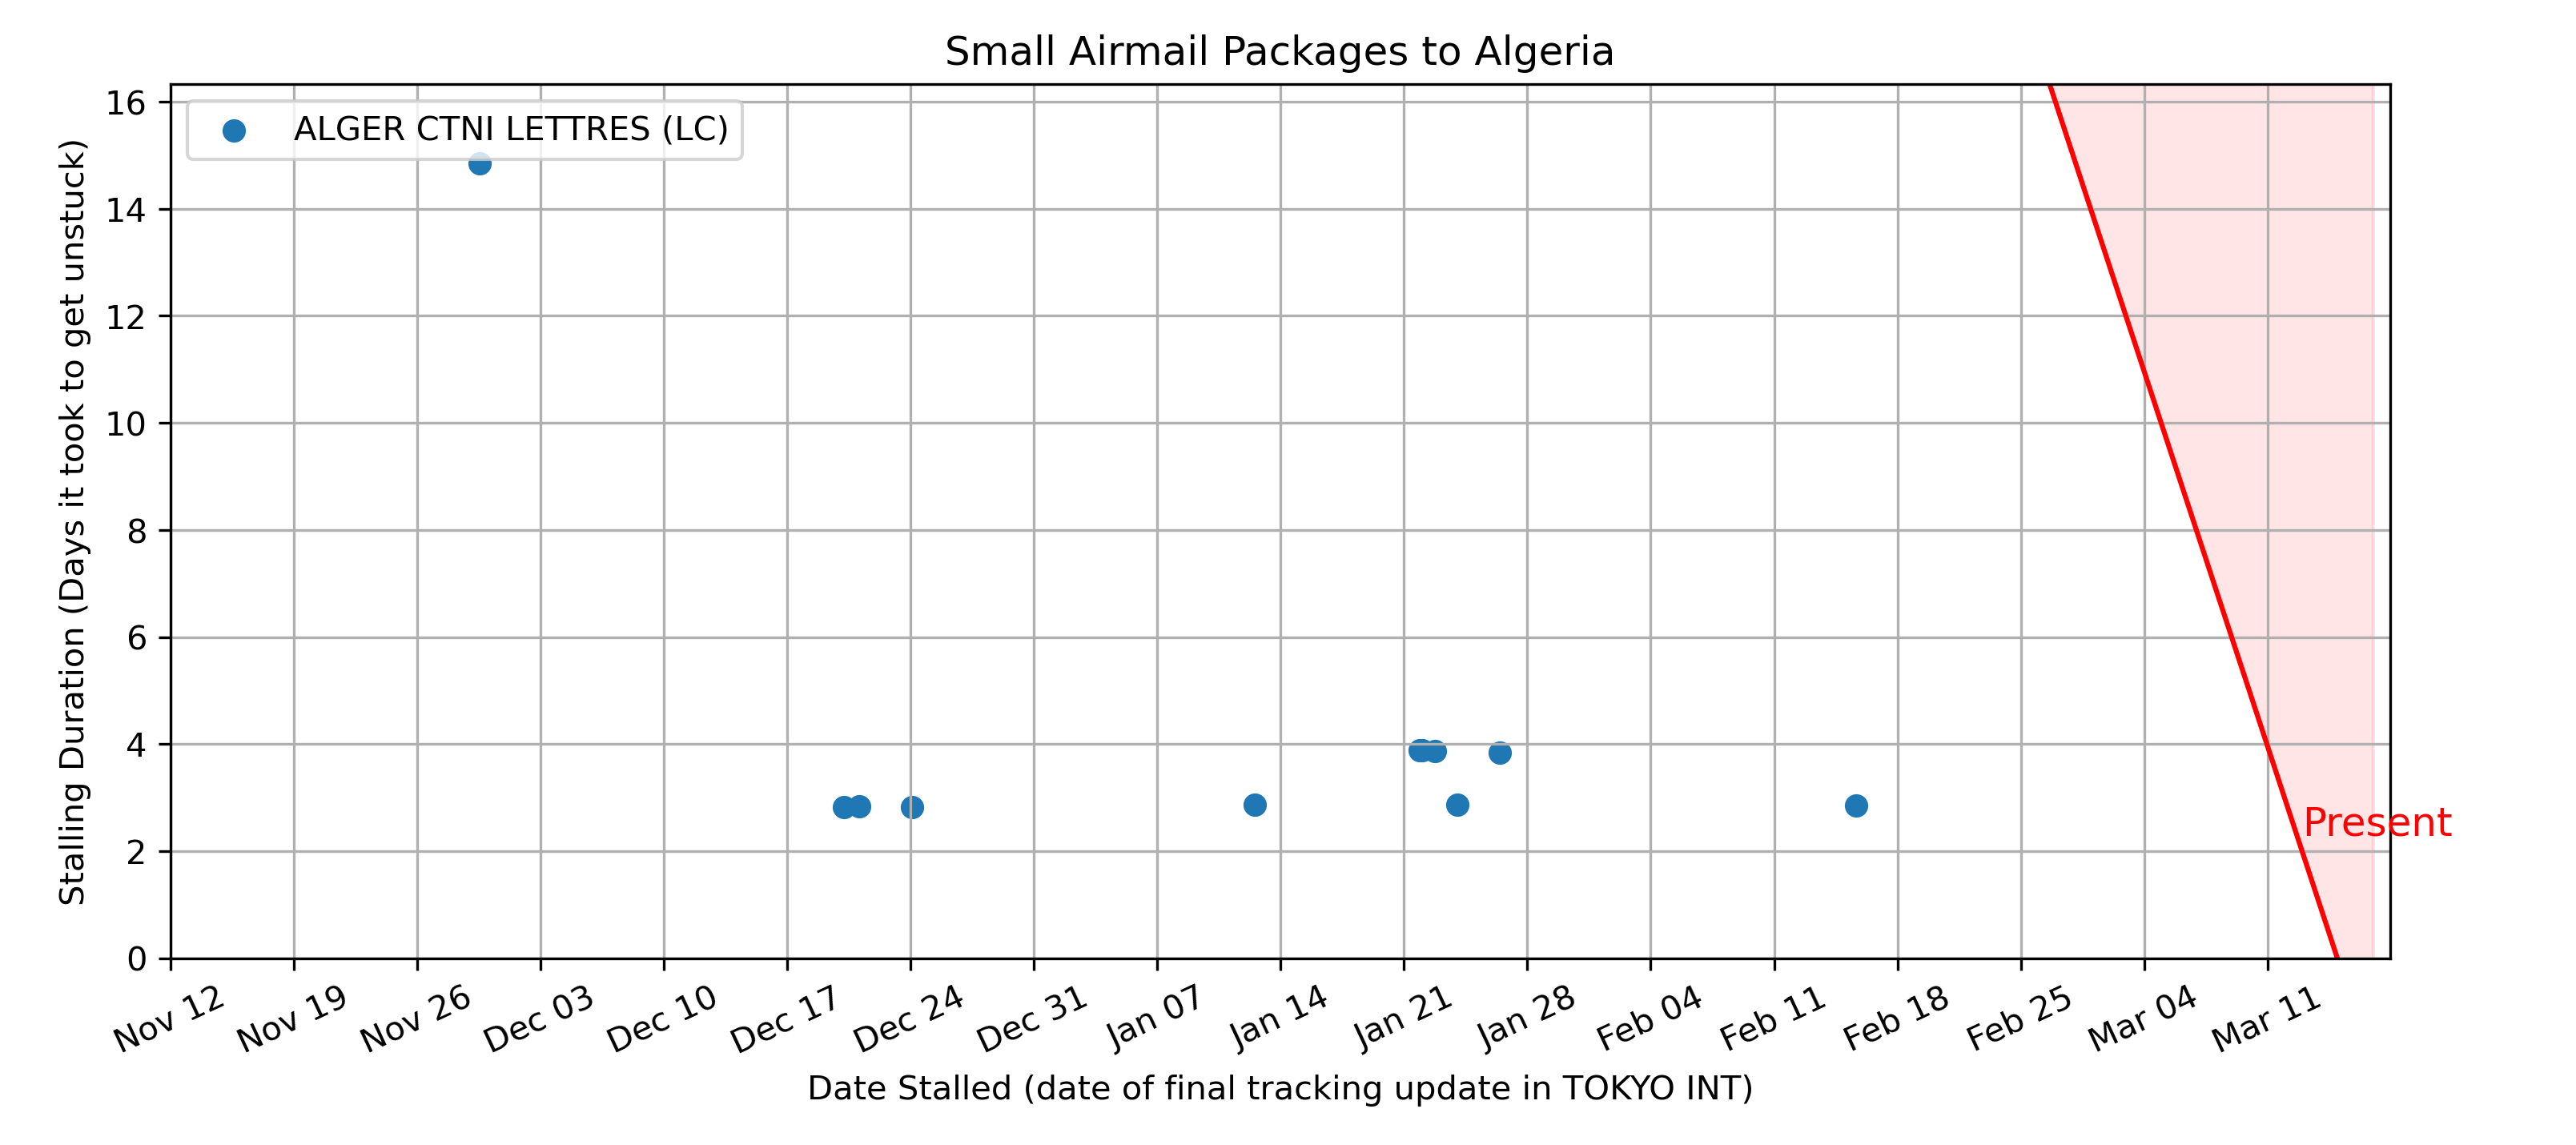 Small Airmail Packages to Algeria
ALGER CTNI LETTRES (LC)
Stalling Duration (Days it took to get unstuck)
16
14
12
10
8
6
4
2
0
Present
Nov 12
Nov 19
Nov 26
Dec 03
Dec 10
Dec 17
Dec 24
Dec 31
Jan 07
Jan 14
Jan 21
Jan 28
Feb 04
Feb 11
Feb 18
Feb 25
Mar 04
Mar 11
Date Stalled (date of final tracking update in TOKYO INT)